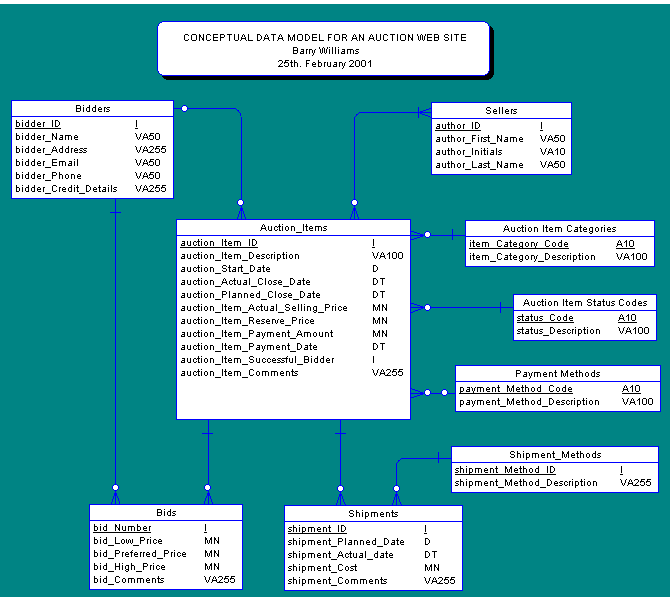 CONCEPTUAL DATA MODEL FOR AN AUCTION WEB SITE
Barry Williams
25th. February 2001
Bidders
bidder_ID I
bidder_Name VA50
bidder_Address VA255
bidder_Email VA50
bidder_Phone VA50
bidder_Credit_Details VA255
Sellers
author_ID I
author_First_Name VA50
author_Initials VA10
author_Last_Name VA50
Auction_Items
auction_Item_ID I
auction_Item_Description VA100
auction_Start_Date D
auction_Actual_Close_Date DT
auction_Planned_Close_Date DT
auction_Item_Actual_Selling_Price MN
auction_Item_Reserve_Price MN
auction_Item_Payment_Amount MN
auction_Item_Payment_Date DT
auction_Item_Successful_Bidder I
auction_Item_Comments VA255
Auction Item Categories
item_Category_Code A10
item_Category_Description VA100
Auction Item Status Codes
status_Code A10
status_Description VA100
Payment Methods
payment_Method_Code A10
payment_Method_Description VA100
Shipment_Methods
shipment_Method_ID I
shipment_Method_Description VA255
Bids
bid_Number I
bid_Low_Price MN
bid_Preferred_Price MN
bid_High_Price MN
bid_Comments VA255
Shipments
shipment_ID I
shipment_Planned_Date D
shipment_Actual_date DT
shipment_Cost MN
shipment_Comments VA255